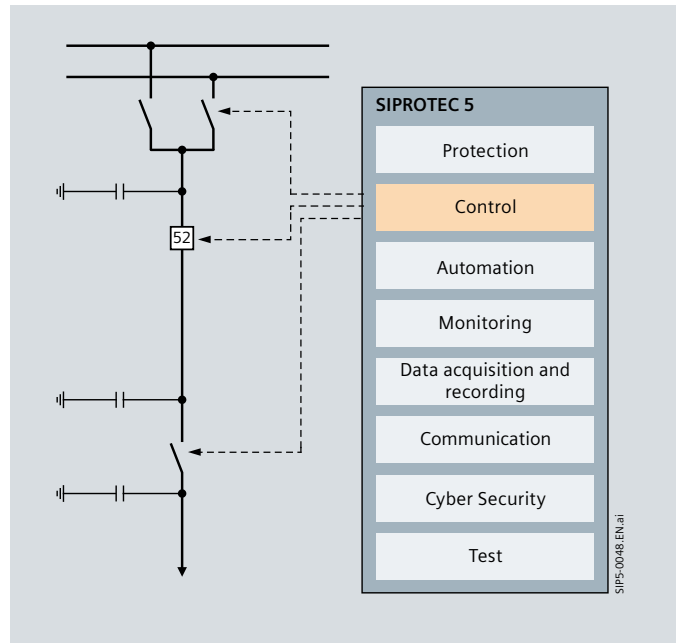 SIPROTEC 5
Protection
Control
52
Automation
Monitoring
Data acquisition and
recording
Communication
Cyber Security
Test
SIP5-0048.EN.ai